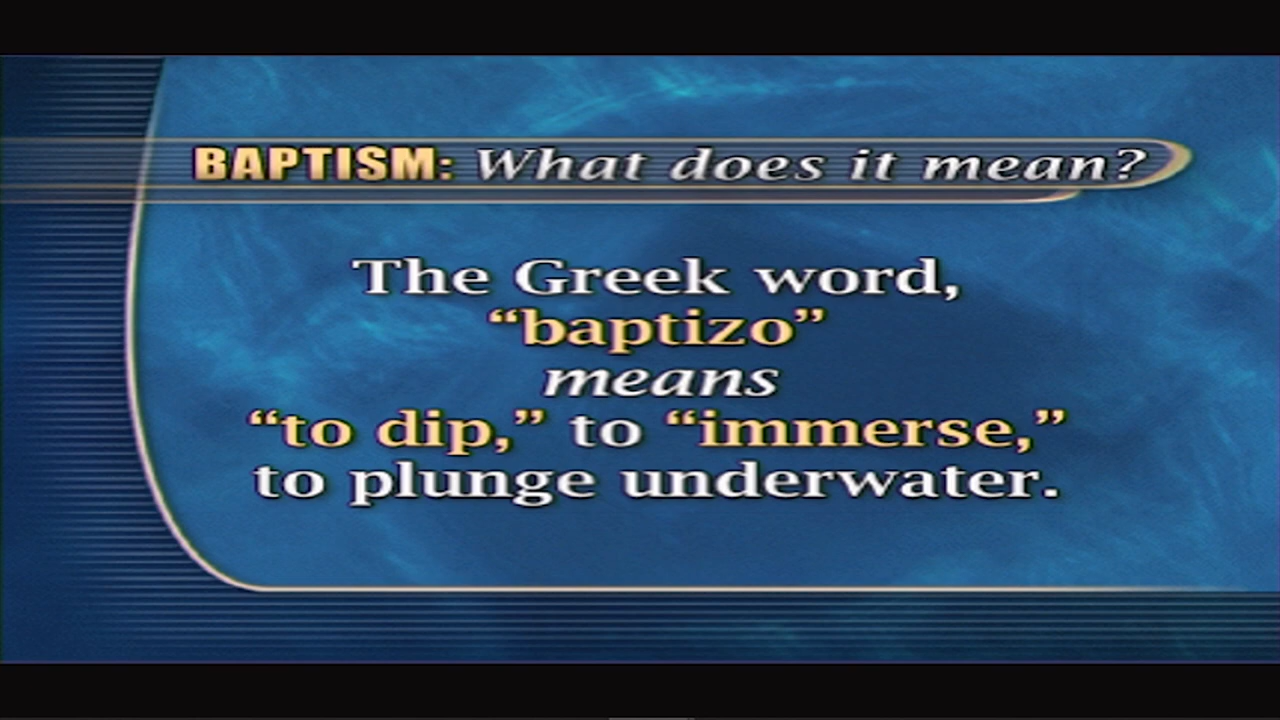 BAPTISM: What does it mean?
The Greek word,
“baptizo”
means
“to dip,” to “immerse,”
to plunge underwater.